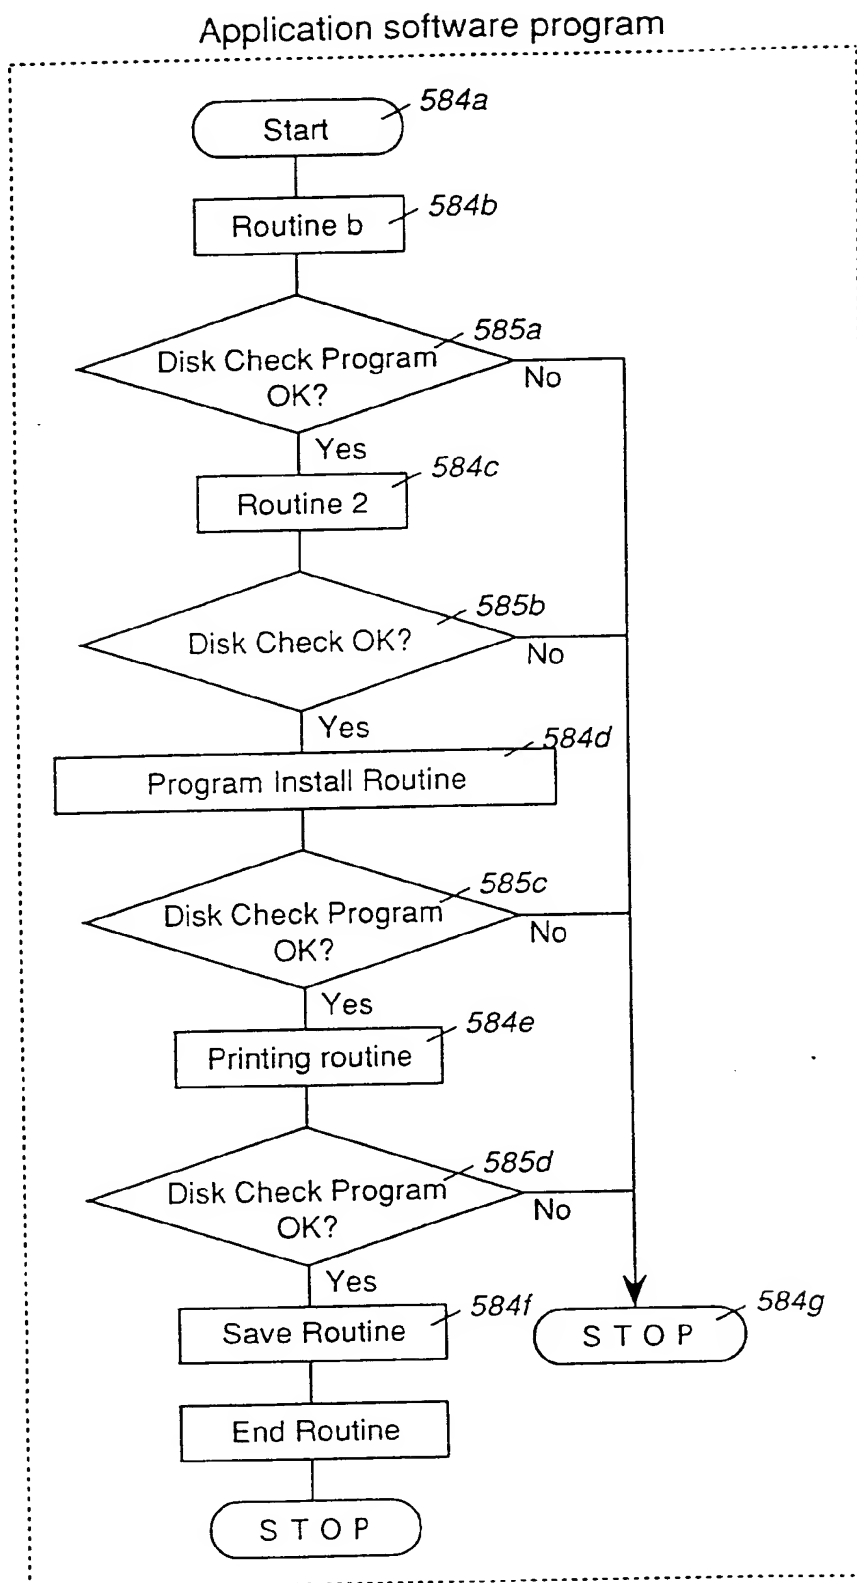 Application software program
Start
584a
Routine b
584b
Disk Check Program
OK?
585a
No
Yes
Routine 2
584c
Disk Check OK?
585b
No
Yes
Program Install Routine
584d
Disk Check Program
OK?
585c
No
Yes
Printing routine
584e
Disk Check Program
OK?
585d
No
Yes
Save Routine
584f
STOP
584g
End Routine
STOP